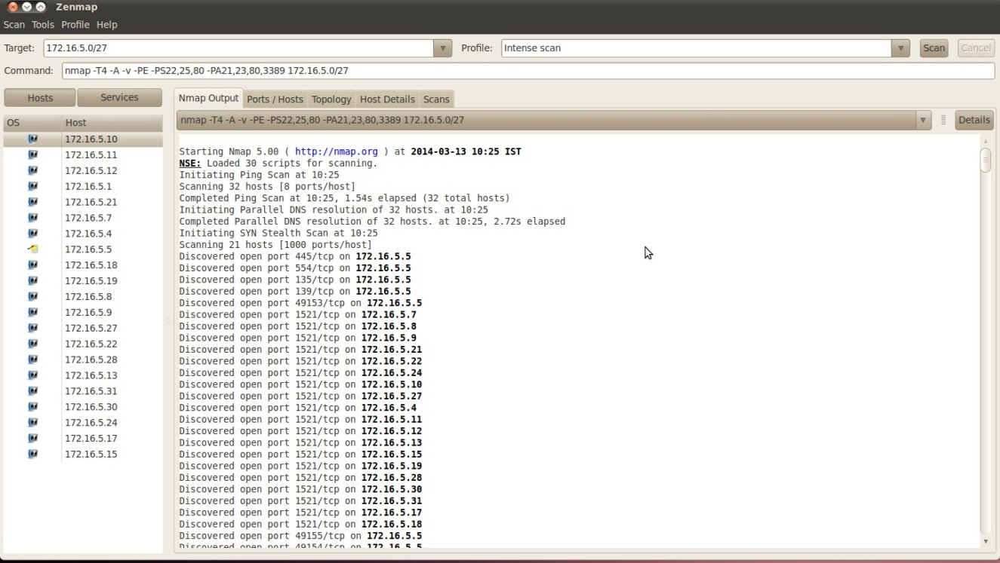 Zenmap
Scan Tools Profile Help
Target: 172.16.5.0/27 Profile: Intense scan Scan Cancel
Command: nmap -T4 -A -v -PE -PS22,25,80 -PA21,23,80,3389 172.16.5.0/27
Hosts Services
OS Host
172.16.5.10
172.16.5.11
172.16.5.12
172.16.5.1
172.16.5.21
172.16.5.7
172.16.5.4
172.16.5.5
172.16.5.18
172.16.5.19
172.16.5.8
172.16.5.9
172.16.5.27
172.16.5.22
172.16.5.28
172.16.5.13
172.16.5.31
172.16.5.30
172.16.5.24
172.16.5.17
172.16.5.15
Nmap Output Ports / Hosts Topology Host Details Scans
nmap -T4 -A -v -PE -PS22,25,80 -PA21,23,80,3389 172.16.5.0/27 Details
Starting Nmap 5.00 ( http://nmap.org ) at 2014-03-13 10:25 IST
NSE: Loaded 30 scripts for scanning.
Initiating Ping Scan at 10:25
Scanning 32 hosts [8 ports/host]
Completed Ping Scan at 10:25, 1.54s elapsed (32 total hosts)
Initiating Parallel DNS resolution of 32 hosts. at 10:25
Completed Parallel DNS resolution of 32 hosts. at 10:25, 2.72s elapsed
Initiating SYN Stealth Scan at 10:25
Scanning 21 hosts [1000 ports/host]
Discovered open port 445/tcp on 172.16.5.5
Discovered open port 554/tcp on 172.16.5.5
Discovered open port 135/tcp on 172.16.5.5
Discovered open port 139/tcp on 172.16.5.5
Discovered open port 49153/tcp on 172.16.5.5
Discovered open port 1521/tcp on 172.16.5.7
Discovered open port 1521/tcp on 172.16.5.8
Discovered open port 1521/tcp on 172.16.5.9
Discovered open port 1521/tcp on 172.16.5.21
Discovered open port 1521/tcp on 172.16.5.22
Discovered open port 1521/tcp on 172.16.5.24
Discovered open port 1521/tcp on 172.16.5.10
Discovered open port 1521/tcp on 172.16.5.27
Discovered open port 1521/tcp on 172.16.5.4
Discovered open port 1521/tcp on 172.16.5.11
Discovered open port 1521/tcp on 172.16.5.12
Discovered open port 1521/tcp on 172.16.5.13
Discovered open port 1521/tcp on 172.16.5.15
Discovered open port 1521/tcp on 172.16.5.19
Discovered open port 1521/tcp on 172.16.5.28
Discovered open port 1521/tcp on 172.16.5.30
Discovered open port 1521/tcp on 172.16.5.31
Discovered open port 1521/tcp on 172.16.5.17
Discovered open port 1521/tcp on 172.16.5.18
Discovered open port 49155/tcp on 172.16.5.5
Discovered open port 49154/tcp on 172.16.5.5